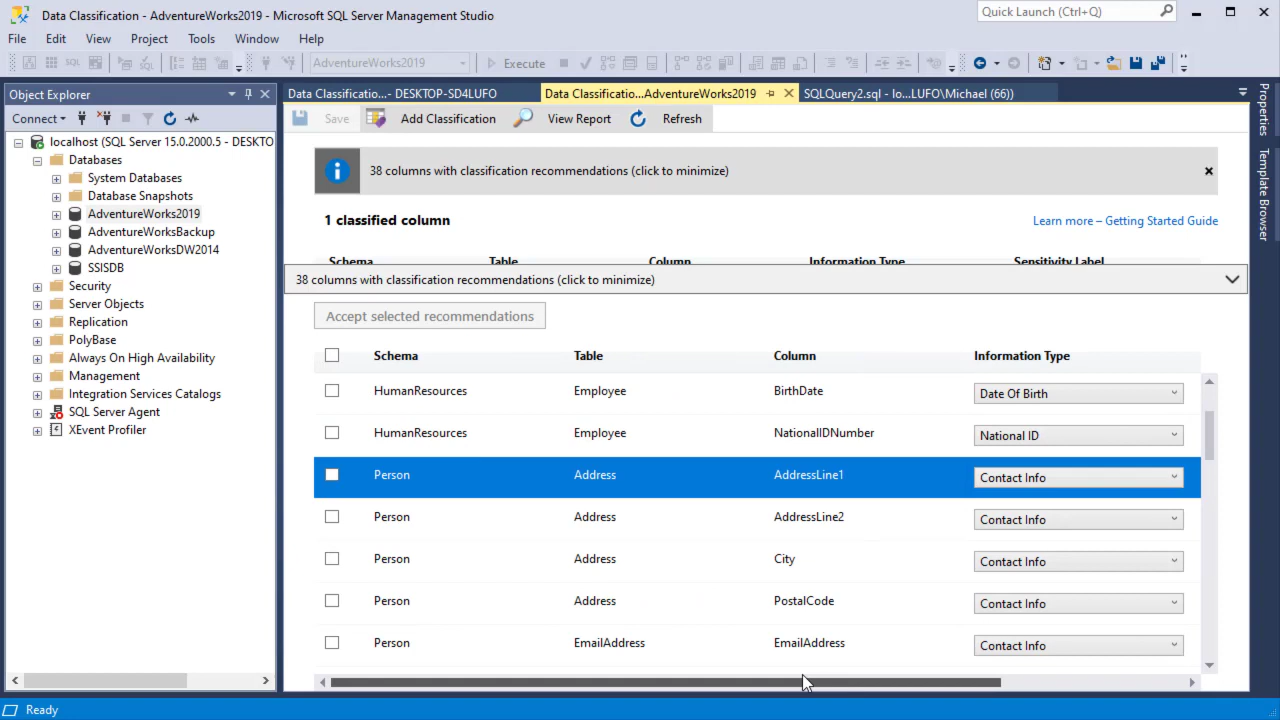 Data Classification - AdventureWorks2019 - Microsoft SQL Server Management Studio
Quick Launch (Ctrl+Q)
File Edit View Project Tools Window Help
AdventureWorks2019 Execute
Object Explorer
Data Classificatio...- DESKTOP-SD4LUFO
Data Classificatio...AdventureWorks2019
SQLQuery2.sql - lo...LUFO\Michael (66))
Properties
Template Browser
Connect
Save Add Classification View Report Refresh
localhost (SQL Server 15.0.2000.5 - DESKTO
Databases
System Databases
Database Snapshots
AdventureWorks2019
AdventureWorksBackup
AdventureWorksDW2014
SSISDB
Security
Server Objects
Replication
PolyBase
Always On High Availability
Management
Integration Services Catalogs
SQL Server Agent
XEvent Profiler
38 columns with classification recommendations (click to minimize)
1 classified column
Learn more – Getting Started Guide
Schema Table Column Information Type Sensitivity Label
38 columns with classification recommendations (click to minimize)
Accept selected recommendations
Schema Table Column Information Type
HumanResources Employee BirthDate Date Of Birth
HumanResources Employee NationalIDNumber National ID
Person Address AddressLine1 Contact Info
Person Address AddressLine2 Contact Info
Person Address City Contact Info
Person Address PostalCode Contact Info
Person EmailAddress EmailAddress Contact Info
Ready